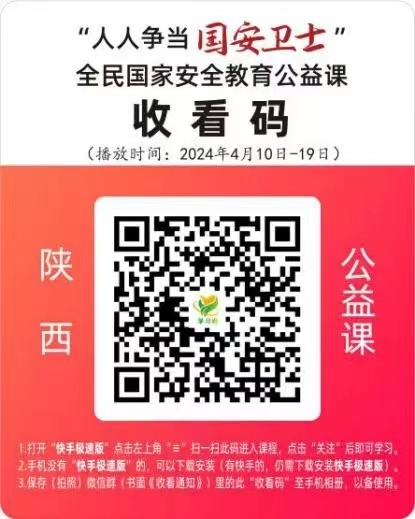 “人人争当国安卫士”
全民国家安全教育公益课
收看码
（播放时间：2024年4月10日-19日）
陕西
公益课
学习街
1.打开“快手极速版”点击左上角“≡”扫一扫此码进入课程，点击“关注”后即可学习。
2.手机没有“快手极速版”的，可以下载安装（有快手的，仍需下载安装快手极速版）。
3.保存（拍照）微信群（书面《收看通知》）里的此“收看码”至手机相册，以备使用。